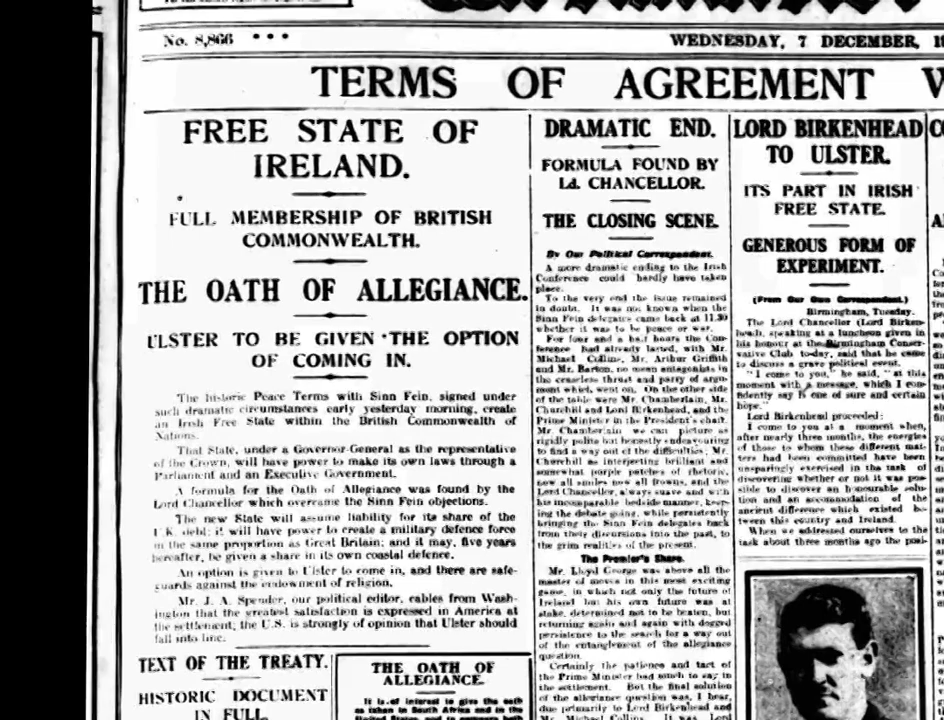 No. 8,866
WEDNESDAY, 7 DECEMBER, 19
TERMS OF AGREEMENT W
FREE STATE OF
IRELAND.
FULL MEMBERSHIP OF BRITISH
COMMONWEALTH.
THE OATH OF ALLEGIANCE.
ULSTER TO BE GIVEN THE OPTION
OF COMING IN.
The historic Peace Terms with Sinn Fein, signed under
such dramatic circumstances early yesterday morning, create
an Irish Free State within the British Commonwealth of
Nations.
That State, under a Governor-General as the representative
of the Crown, will have power to make its own laws through a
Parliament and an Executive Government.
A formula for the Oath of Allegiance was found by the
Lord Chancellor which overcame the Sinn Fein objections.
The new State will assume liability for its share of the
U.K. debt; it will have power to create a military defence force
in the same proportion as Great Britain; and it may, five years
hereafter, be given a share in its own coastal defence.
An option is given to Ulster to come in, and there are safe-
guards against the endowment of religion.
Mr. J. A. Spender, our political editor, cables from Wash-
ington that the greatest satisfaction is expressed in America at
the settlement; the U.S. is strongly of opinion that Ulster should
fall into line.
TEXT OF THE TREATY.
HISTORIC DOCUMENT
IN FULL.
THE OATH OF
ALLEGIANCE.
It is of interest to give the oath
as taken in South Africa and in the
DRAMATIC END.
FORMULA FOUND BY
Ld. CHANCELLOR.
THE CLOSING SCENE.
By Our Political Correspondent.
A more dramatic ending to the Irish
Conference could hardly have taken
place.
To the very end the issue remained
in doubt. It was not known when the
Sinn Fein delegates came back at 11.30
whether it was to be peace or war.
For four and a half hours the Con-
ference had already lasted, with Mr.
Michael Collins, Mr. Arthur Griffith
and Mr. Barton, no mean antagonists in
the ceaseless thrust and parry of argu-
ment which went on. On the other side
of the table were Mr. Chamberlain, Mr.
Churchill and Lord Birkenhead, and the
Prime Minister in the President's chair.
Mr. Chamberlain we can picture as
rigidly polite but honestly endeavouring
to find a way out of the difficulties; Mr.
Churchill as interjecting brilliant and
somewhat purple patches of rhetoric,
now all smiles now all frowns, and the
Lord Chancellor, always suave and with
his incomparable bedside manner, keep-
ing the debate going, while persistently
bringing the Sinn Fein delegates back
from their discursions into the past, to
the grim realities of the present.
The Premier's Share.
Mr. Lloyd George was above all the
master of moves in this most exciting
game, in which not only the future of
Ireland but his own future was at
stake, determined not to be beaten, but
returning again and again with dogged
persistence to the search for a way out
of the entanglement of the allegiance
question.
Certainly the patience and tact of
the Prime Minister had much to say in
the settlement. But the final solution
of the allegiance question was, I hear,
due primarily to Lord Birkenhead and
Mr. Michael Collins. It was Lord
LORD BIRKENHEAD
TO ULSTER.
ITS PART IN IRISH
FREE STATE.
GENEROUS FORM OF
EXPERIMENT.
(From Our Own Correspondent.)
Birmingham, Tuesday.
The Lord Chancellor (Lord Birken-
head), speaking at a luncheon given in
his honour at the Birmingham Conser-
vative Club to-day, said that he came
to discuss a grave political event.
"I come to you," he said, "at this
moment with a message, which I con-
fidently say is one of sure and certain
hope."
Lord Birkenhead proceeded:
I come to you at a moment when,
after nearly three months, the energies
of those to whom these different mat-
ters had been committed have been
unsparingly exercised in the task of
discovering whether or not it was pos-
sible to discover an honourable solu-
tion and an accommodation of the
ancient difference which existed be-
tween this country and Ireland.
When we addressed ourselves to the
task about three months ago the posi-